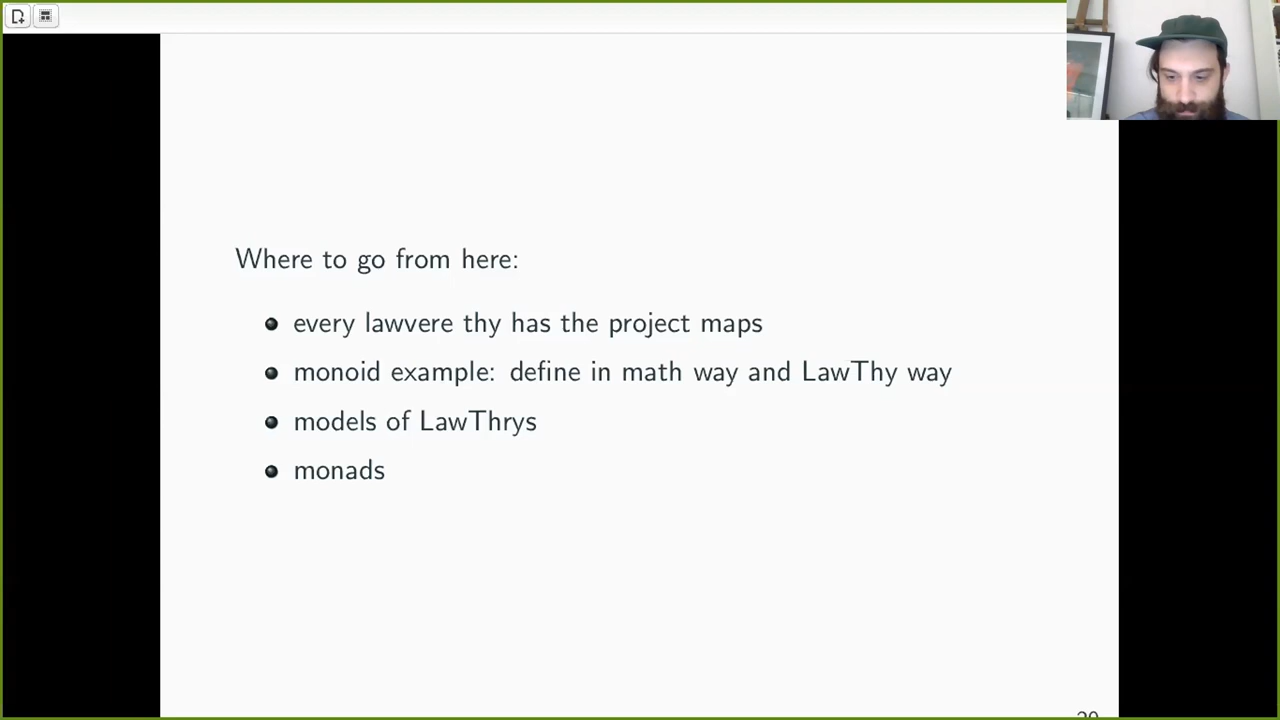 Where to go from here:
every lawvere thy has the project maps
monoid example: define in math way and LawThy way
models of LawThrys
monads